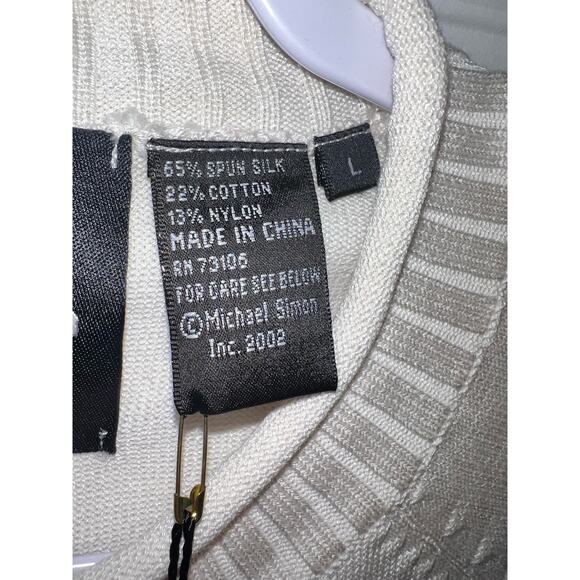 65% SPUN SILK
22% COTTON
13% NYLON
MADE IN CHINA
RN 73106
FOR CARE SEE BELOW
©Michael Simon
Inc. 2002
L